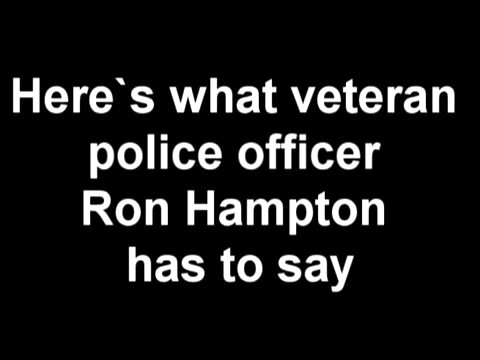 Here`s what veteran
police officer
Ron Hampton
has to say